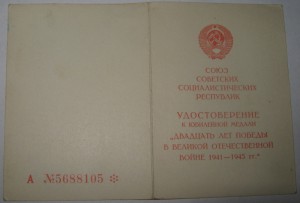 А №5688105 *
СОЮЗ
СОВЕТСКИХ
СОЦИАЛИСТИЧЕСКИХ
РЕСПУБЛИК
УДОСТОВЕРЕНИЕ
К ЮБИЛЕЙНОЙ МЕДАЛИ
„ДВАДЦАТЬ ЛЕТ ПОБЕДЫ
В ВЕЛИКОЙ ОТЕЧЕСТВЕННОЙ
ВОЙНЕ 1941—1945 гг."